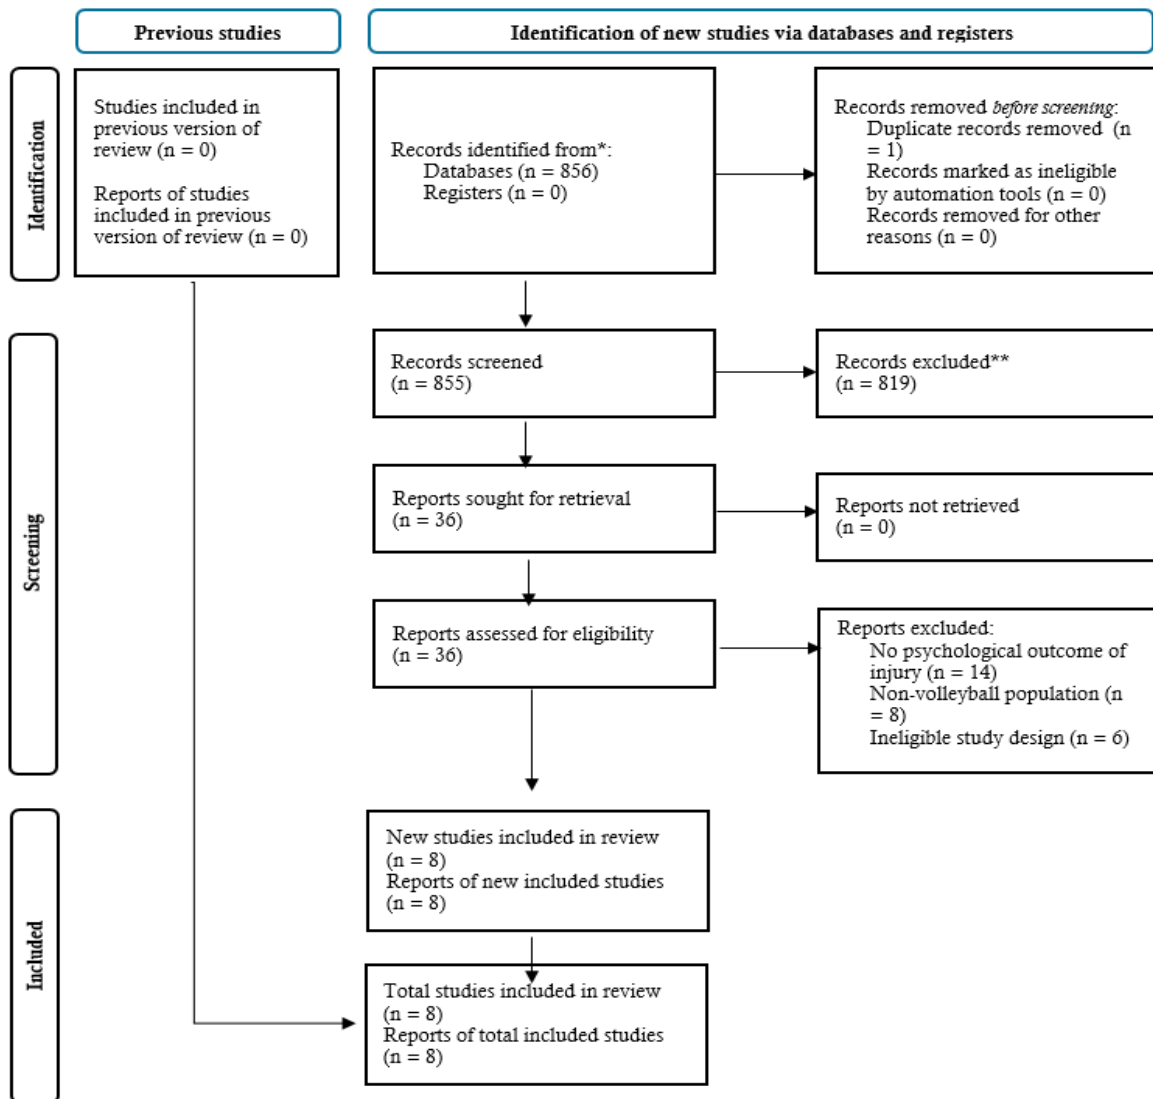 Previous studies
Identification of new studies via databases and registers
Identification
Studies included in
previous version of
review (n = 0)
Reports of studies
included in previous
version of review (n = 0)
Records identified from*:
Databases (n = 856)
Registers (n = 0)
Records removed before screening:
Duplicate records removed (n
= 1)
Records marked as ineligible
by automation tools (n = 0)
Records removed for other
reasons (n = 0)
Screening
Records screened
(n = 855)
Records excluded**
(n = 819)
Reports sought for retrieval
(n = 36)
Reports not retrieved
(n = 0)
Reports assessed for eligibility
(n = 36)
Reports excluded:
No psychological outcome of
injury (n = 14)
Non-volleyball population (n
= 8)
Ineligible study design (n = 6)
Included
New studies included in review
(n = 8)
Reports of new included studies
(n = 8)
Total studies included in review
(n = 8)
Reports of total included studies
(n = 8)